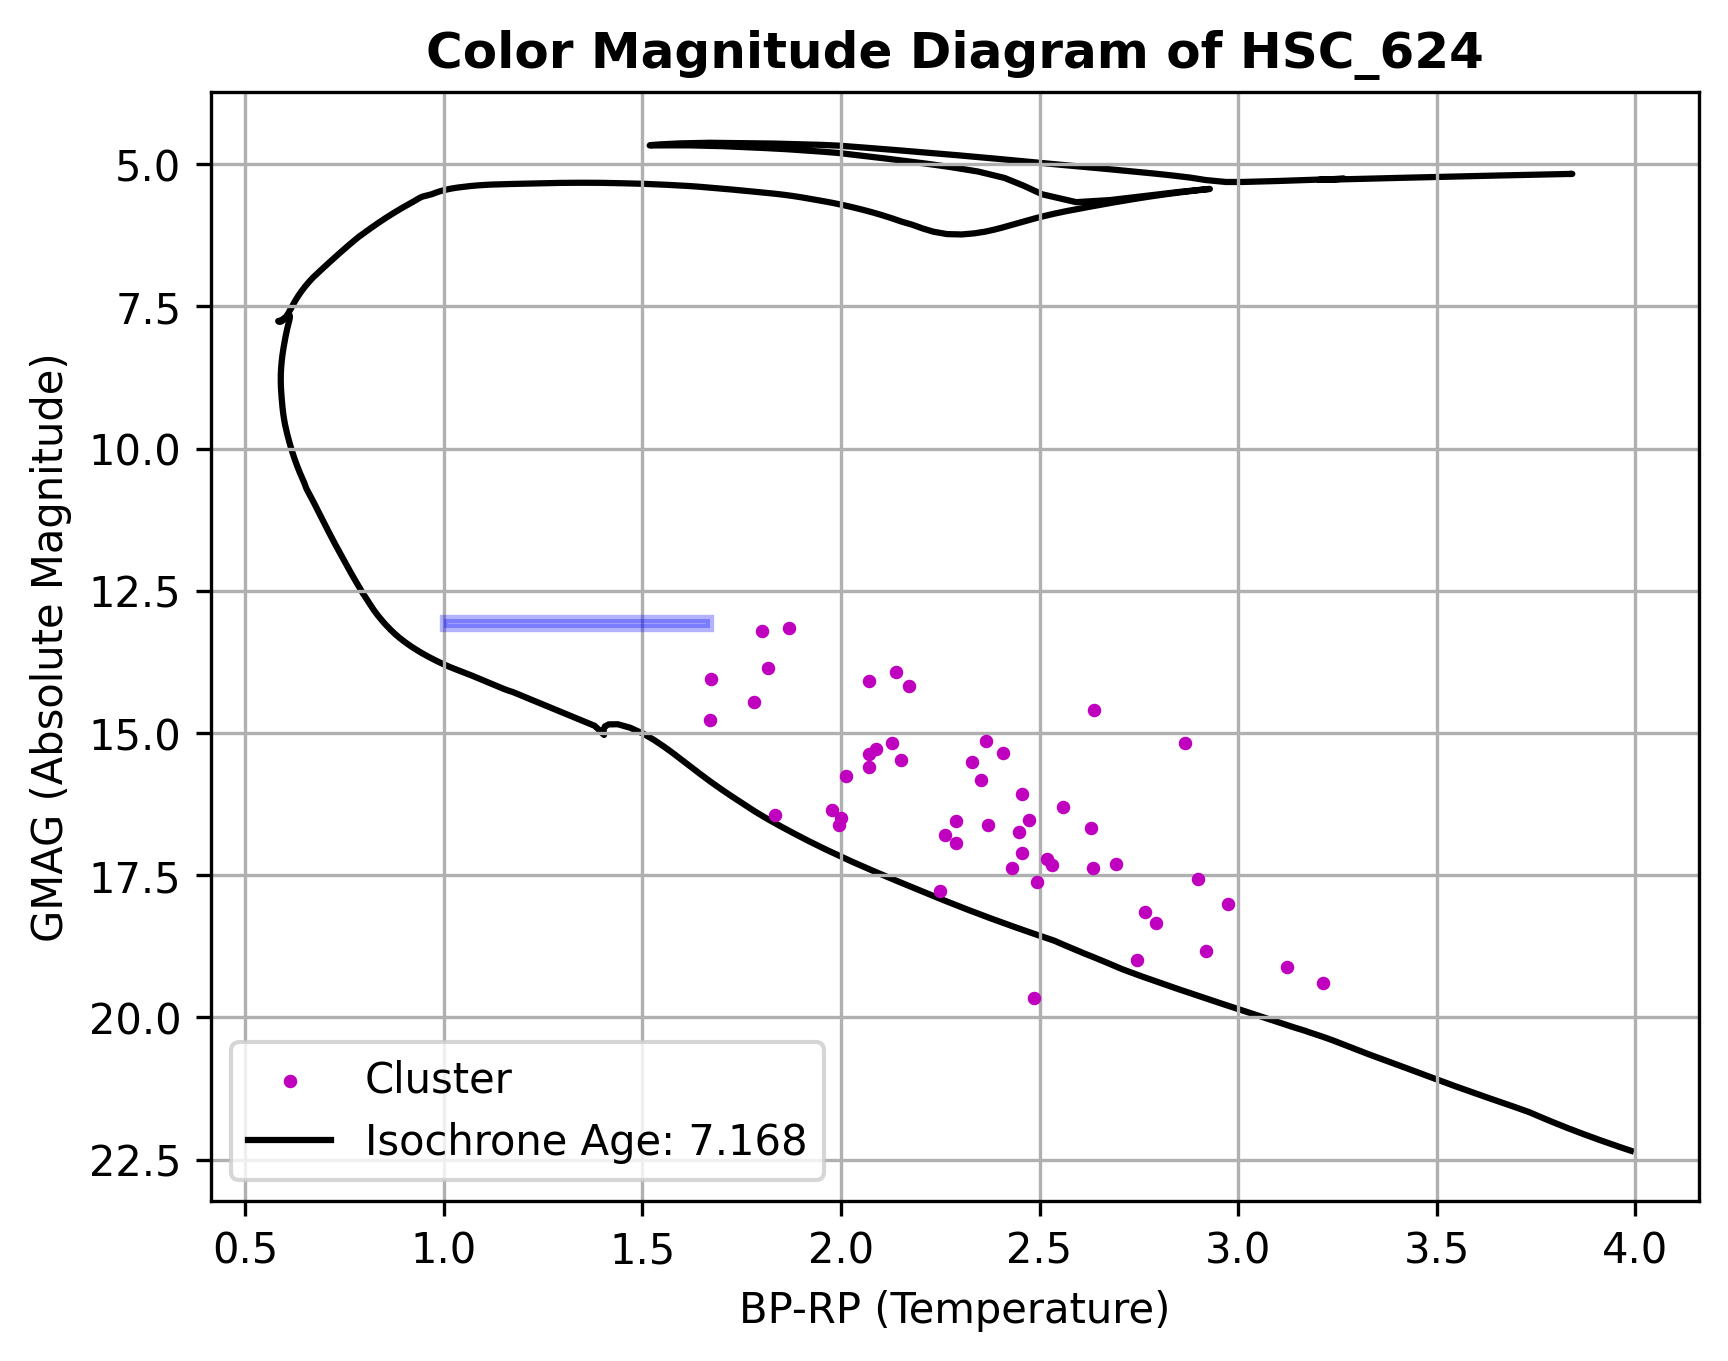 Color Magnitude Diagram of HSC_624
GMAG (Absolute Magnitude)
5.0
7.5
10.0
12.5
15.0
17.5
20.0
22.5
Cluster
Isochrone Age: 7.168
0.5 1.0 1.5 2.0 2.5 3.0 3.5 4.0
BP-RP (Temperature)